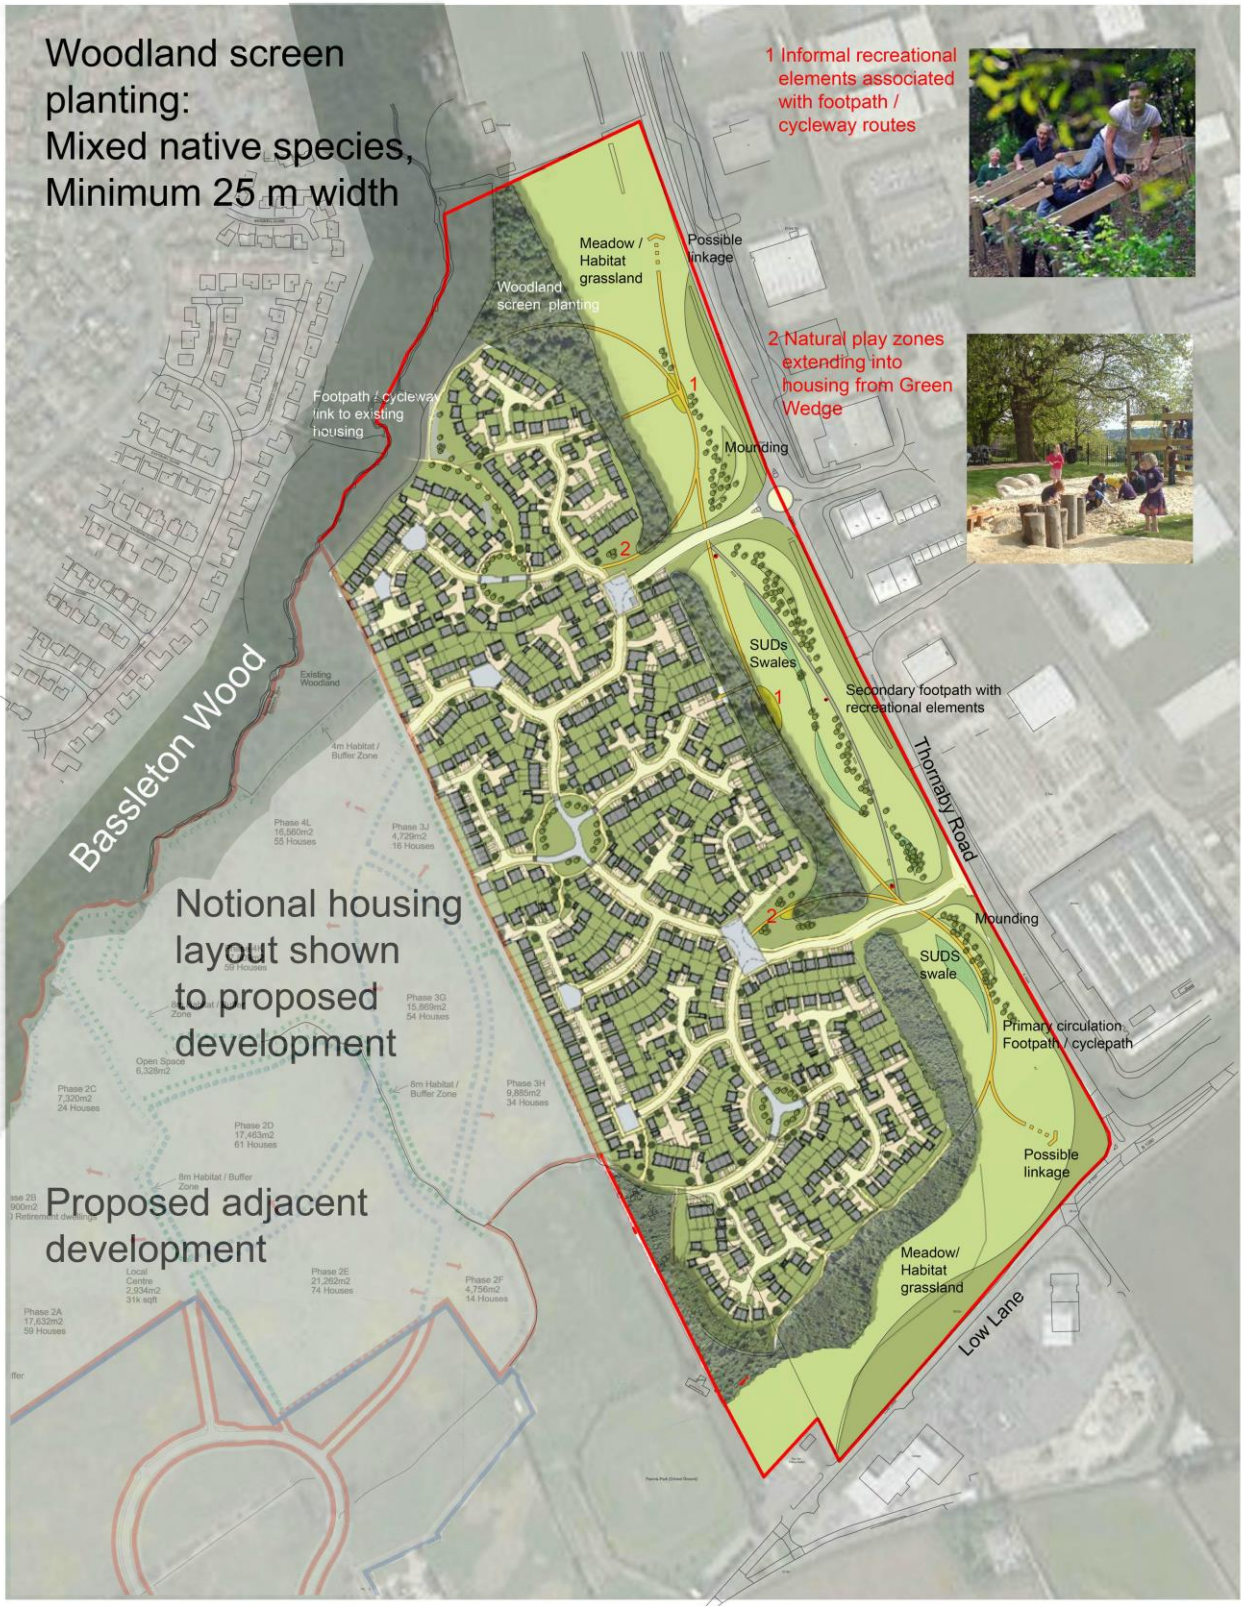 Woodland screen
planting:
Mixed native species,
Minimum 25 m width
1 Informal recreational
elements associated
with footpath /
cycleway routes
Meadow /
Habitat
grassland
Possible
linkage
Woodland
screen planting
2 Natural play zones
extending into
housing from Green
Wedge
1
Footpath / cycleway
link to existing
housing
Mounding
2
SUDs
Swales
Existing
Woodland
1
Secondary footpath with
recreational elements
Bassleton Wood
4m Habitat /
Buffer Zone
Thornaby Road
Phase 4L
16,560m2
55 Houses
Phase 3J
4,729m2
16 Houses
Notional housing
layout shown
to proposed
development
59 Houses
2
Mounding
SUDS
swale
Phase 3G
15,869m2
54 Houses
Zone
Primary circulation
Footpath / cyclepath
Open Space
6,328m2
Phase 2C
7,320m2
24 Houses
8m Habitat /
Buffer Zone
Phase 3H
9,885m2
34 Houses
Phase 2D
17,463m2
61 Houses
Possible
linkage
8m Habitat / Buffer
Zone
Proposed adjacent
development
Retirement dwellings
Meadow/
Habitat
grassland
Local
Centre
2,934m2
31k sqft
Phase 2E
21,262m2
74 Houses
Phase 2F
4,756m2
14 Houses
Low Lane
Phase 2A
17,632m2
59 Houses